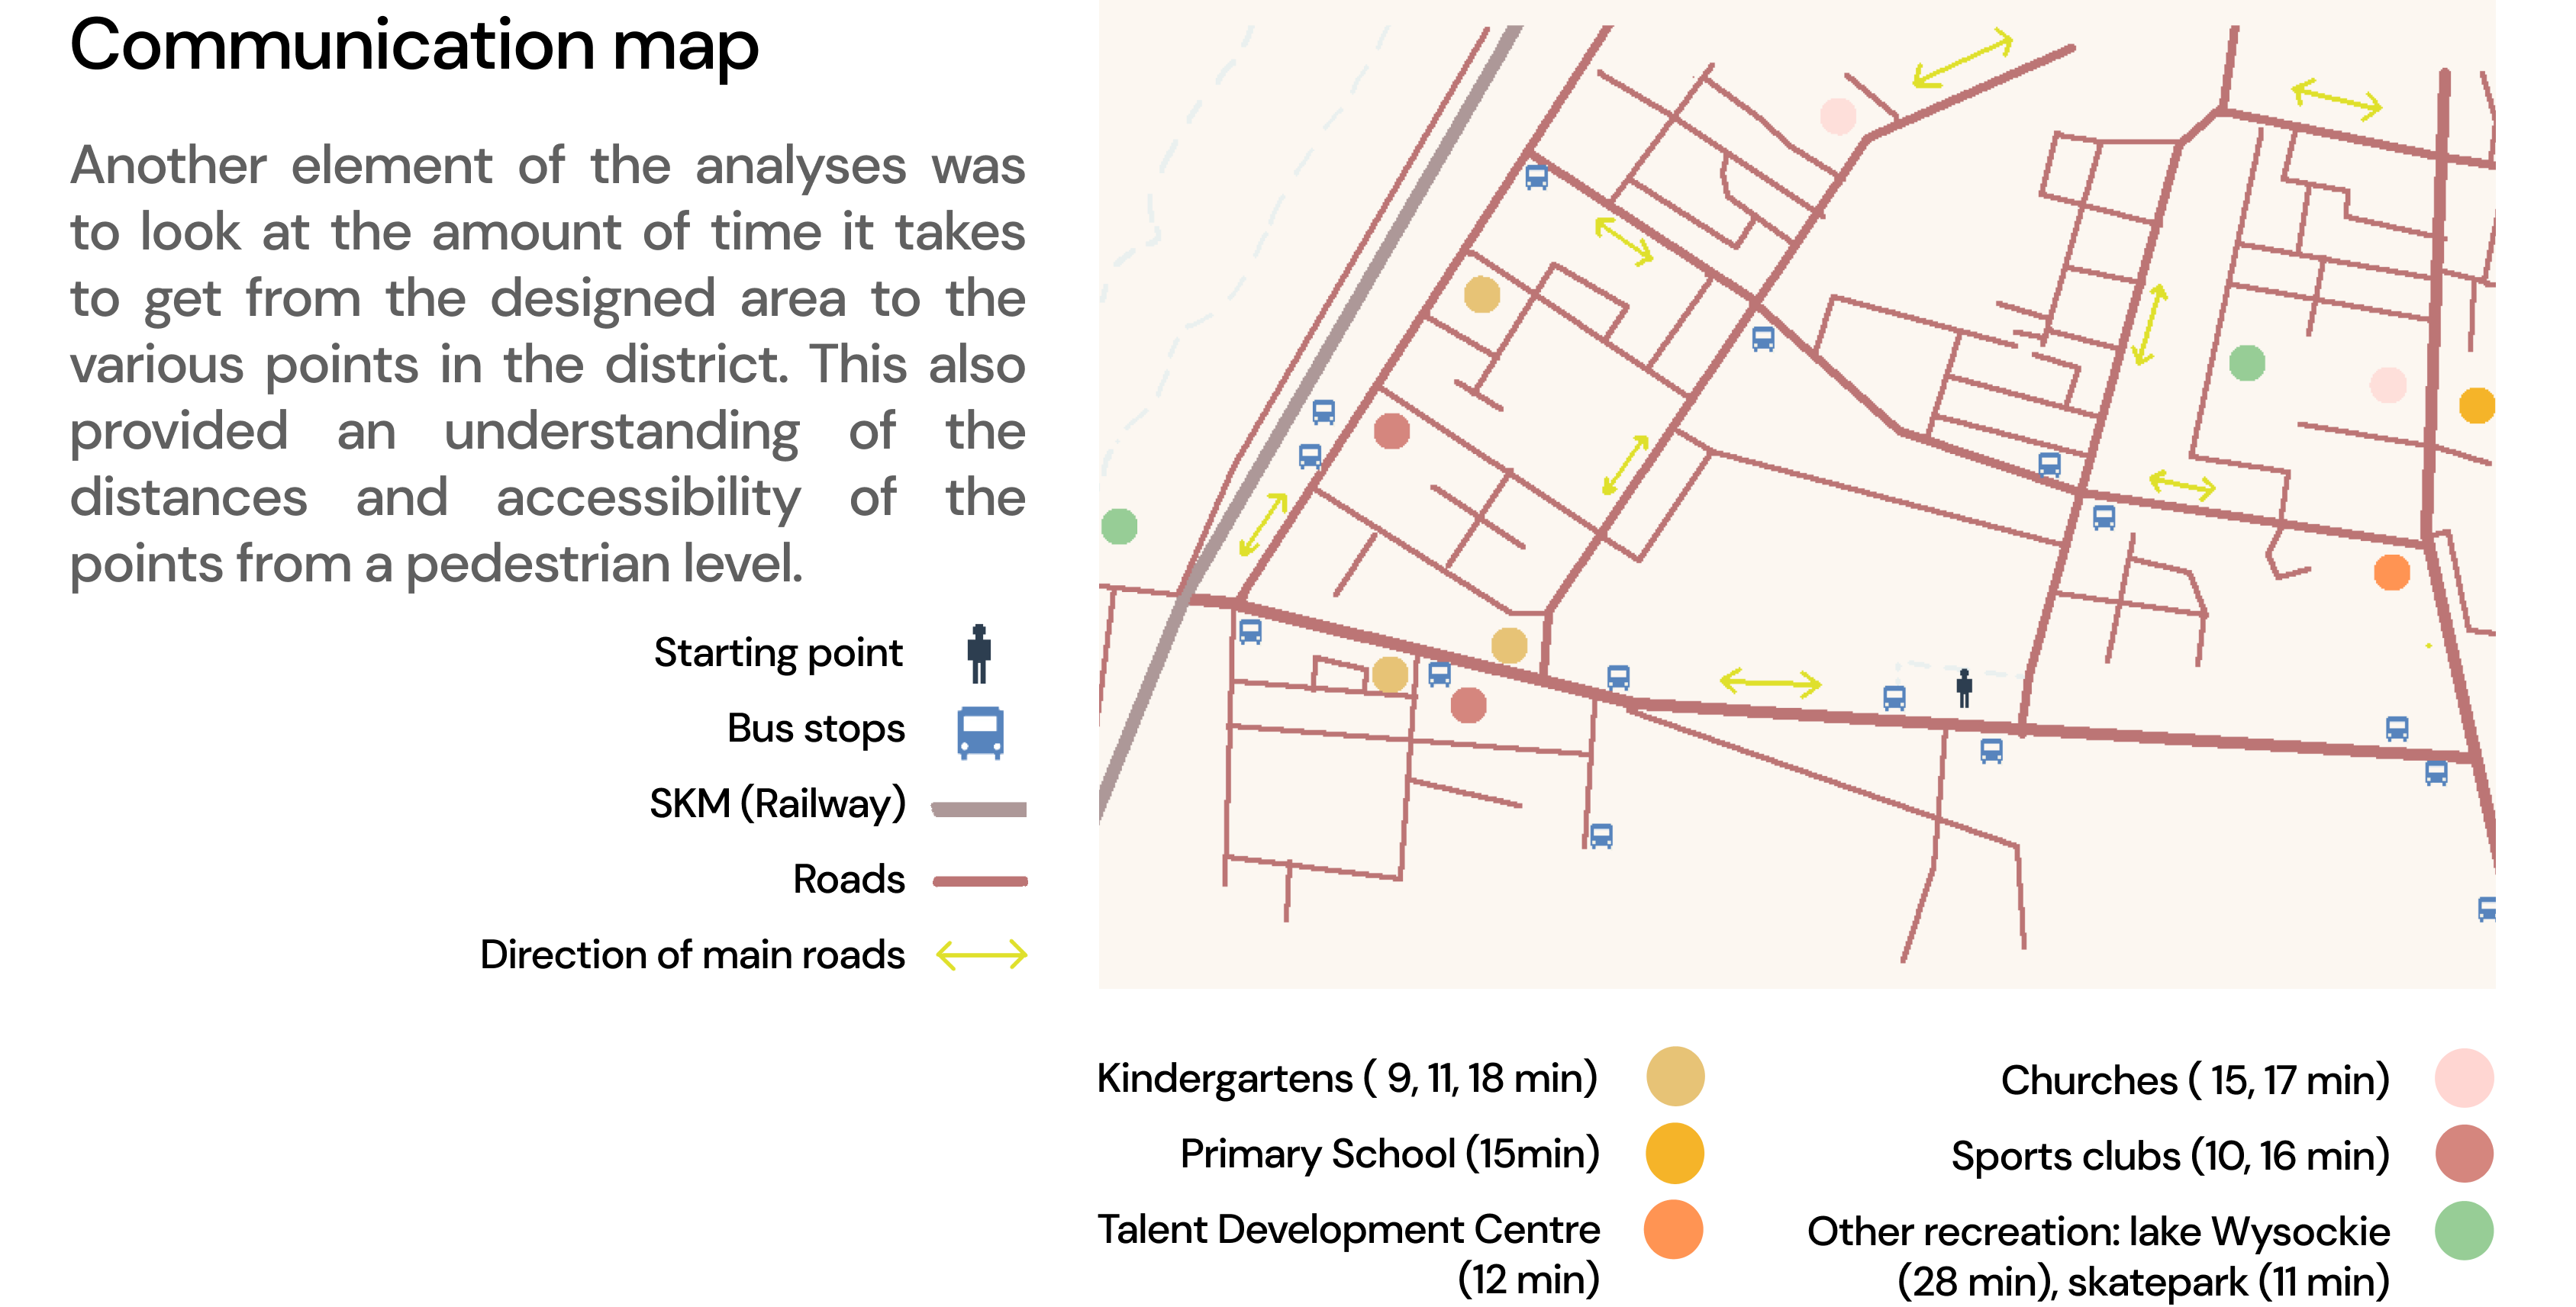 Communication map
Another element of the analyses was
to look at the amount of time it takes
to get from the designed area to the
various points in the district. This also
provided an understanding of the
distances and accessibility of the
points from a pedestrian level.
Starting point
Bus stops
SKM (Railway)
Roads
Direction of main roads
Kindergartens ( 9, 11, 18 min)
Primary School (15min)
Talent Development Centre
(12 min)
Churches ( 15, 17 min)
Sports clubs (10, 16 min)
Other recreation: lake Wysockie
(28 min), skatepark (11 min)